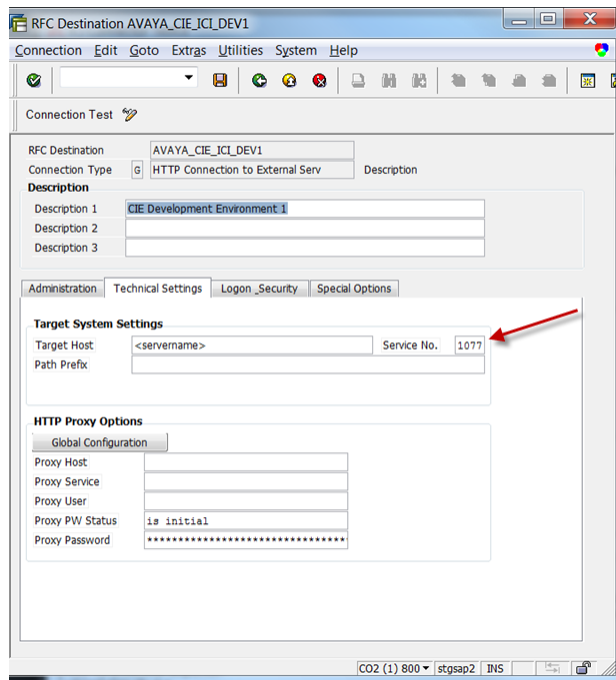 RFC Destination AVAYA_CIE_ICI_DEV1
Connection Edit Goto Extras Utilities System Help
Connection Test
RFC Destination AVAYA_CIE_ICI_DEV1
Connection Type G HTTP Connection to External Serv Description
Description
Description 1 CIE Development Environment 1
Description 2
Description 3
Administration Technical Settings Logon _Security Special Options
Target System Settings
Target Host <servername> Service No. 1077
Path Prefix
HTTP Proxy Options
Global Configuration
Proxy Host
Proxy Service
Proxy User
Proxy PW Status is initial
Proxy Password **********************************
CO2 (1) 800 stgsap2 INS